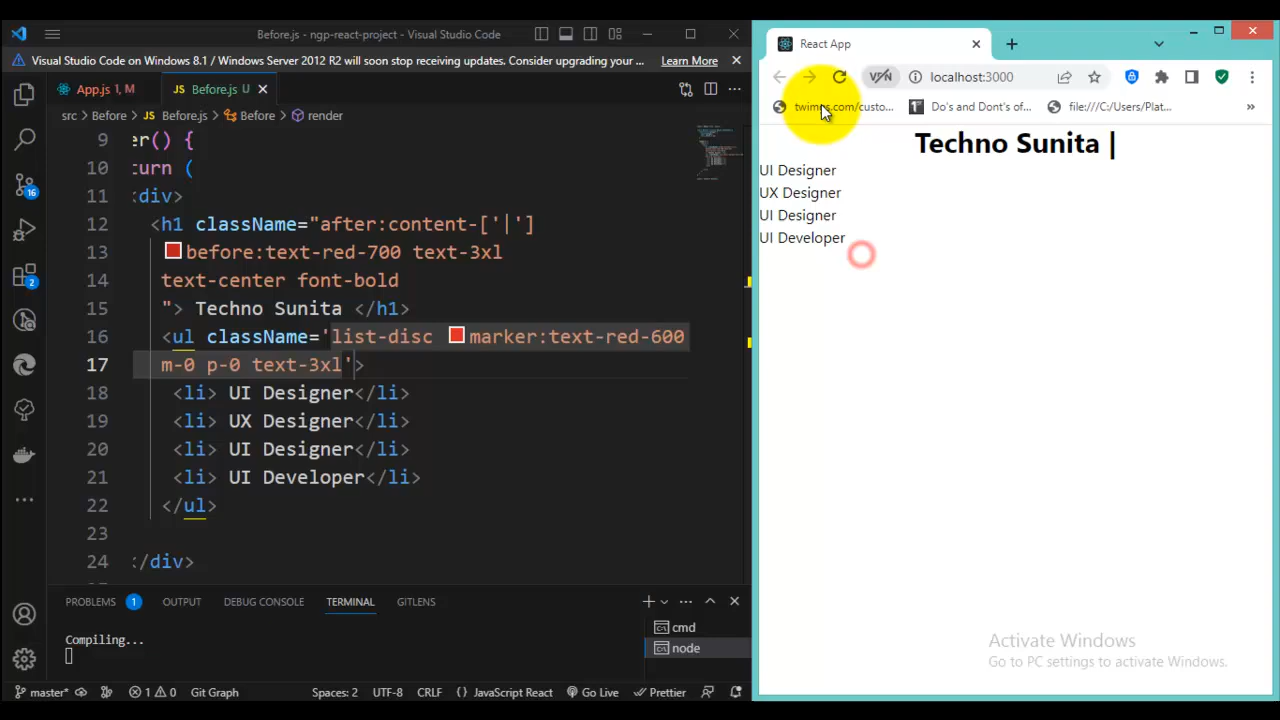 Before.js - ngp-react-project - Visual Studio Code
Visual Studio Code on Windows 8.1 / Windows Server 2012 R2 will soon stop receiving updates. Consider upgrading your ... Learn More
App.js 1, M
JS Before.js U
src > Before > JS Before.js > Before > render
9 er() {
10 turn (
11 <div>
12 <h1 className="after:content-['|']
13 before:text-red-700 text-3xl
14 text-center font-bold
15 "> Techno Sunita </h1>
16 <ul className='list-disc marker:text-red-600
17 m-0 p-0 text-3xl'>
18 <li> UI Designer</li>
19 <li> UX Designer</li>
20 <li> UI Designer</li>
21 <li> UI Developer</li>
22 </ul>
23
24 </div>
16
2
PROBLEMS 1 OUTPUT DEBUG CONSOLE TERMINAL GITLENS
Compiling...
cmd
node
master* 1 0 Git Graph Spaces: 2 UTF-8 CRLF {} JavaScript React Go Live Prettier
React App
VPN localhost:3000
twimgs.com/custo... Do's and Dont's of... file:///C:/Users/Plat... »
Techno Sunita |
UI Designer
UX Designer
UI Designer
UI Developer
Activate Windows
Go to PC settings to activate Windows.